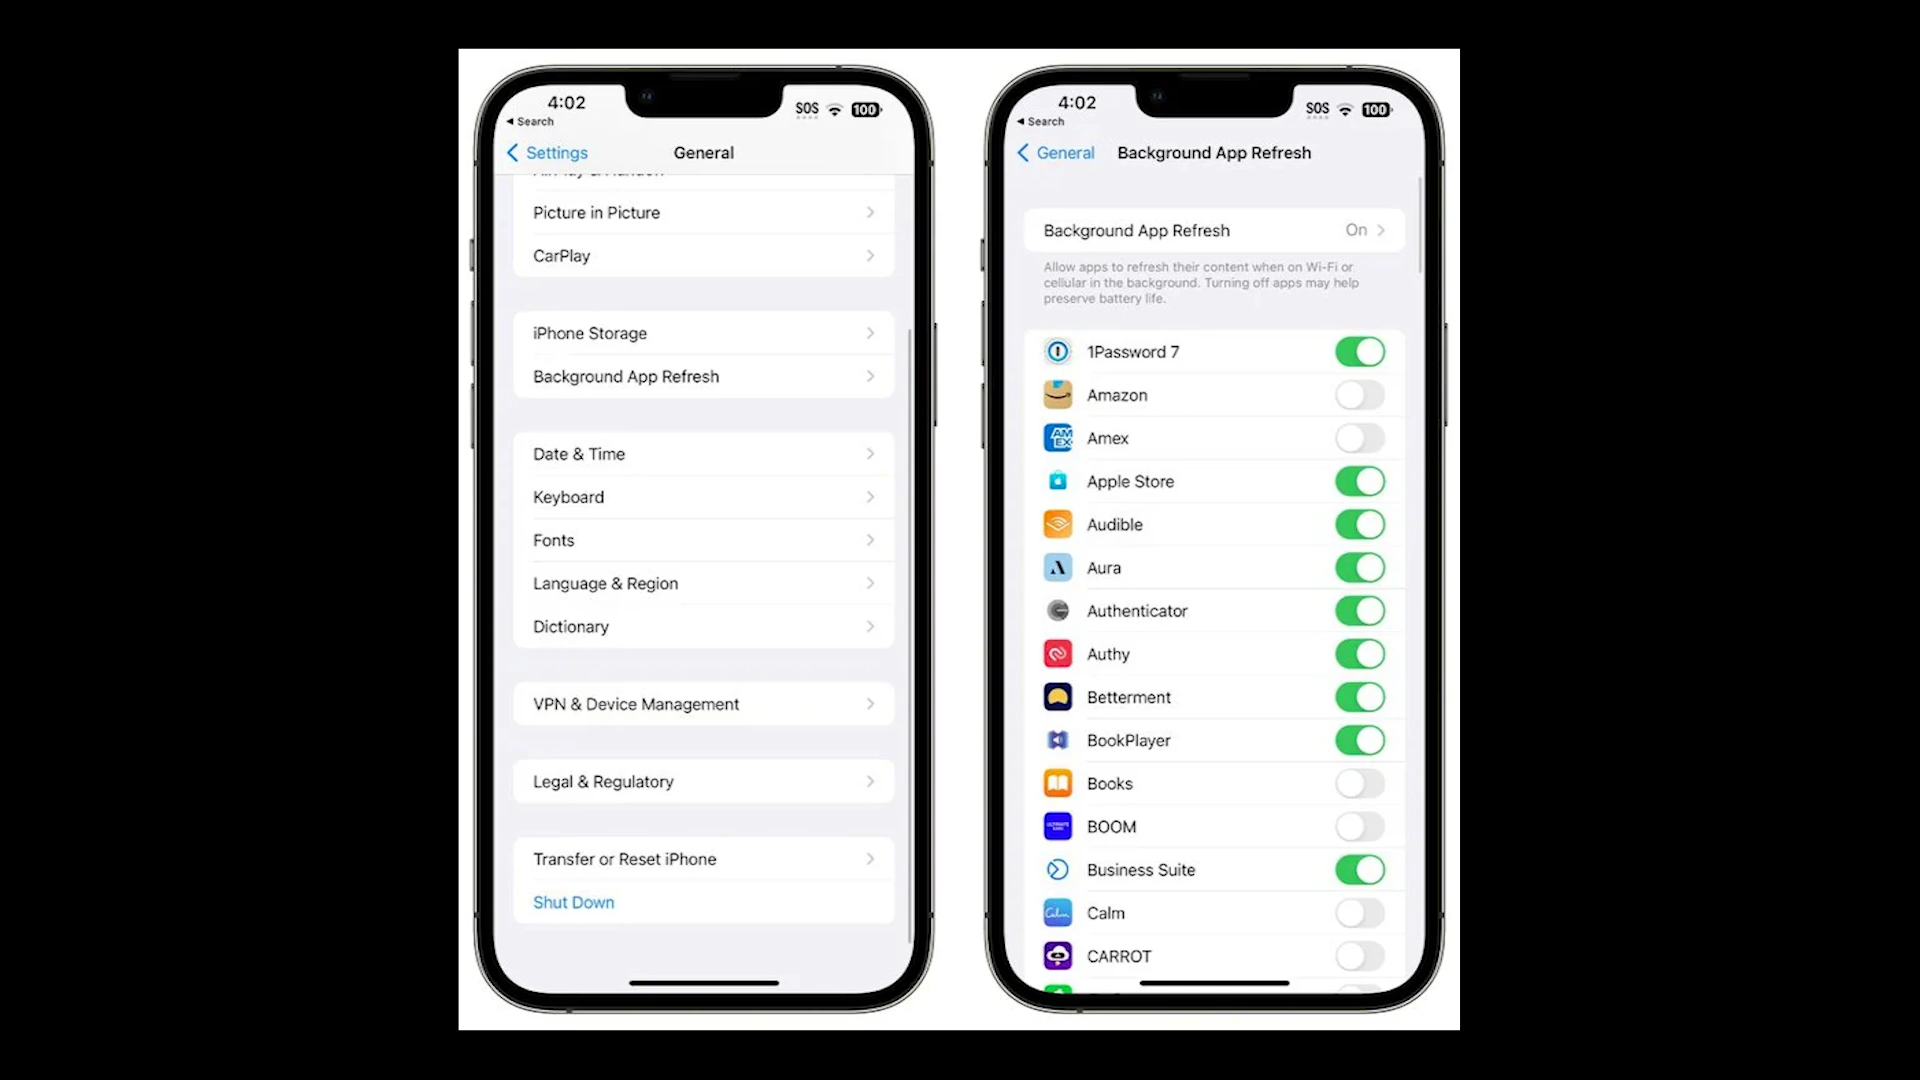 4:02
SOS
100
Search
Settings
General
Picture in Picture
CarPlay
iPhone Storage
Background App Refresh
Date & Time
Keyboard
Fonts
Language & Region
Dictionary
VPN & Device Management
Legal & Regulatory
Transfer or Reset iPhone
Shut Down
4:02
SOS
100
Search
General
Background App Refresh
Background App Refresh On
Allow apps to refresh their content when on Wi-Fi or
cellular in the background. Turning off apps may help
preserve battery life.
1Password 7
Amazon
AM
EX
Amex
Apple Store
Audible
Aura
Authenticator
Authy
Betterment
BookPlayer
Books
BOOM
Business Suite
Calm
Calm
CARROT